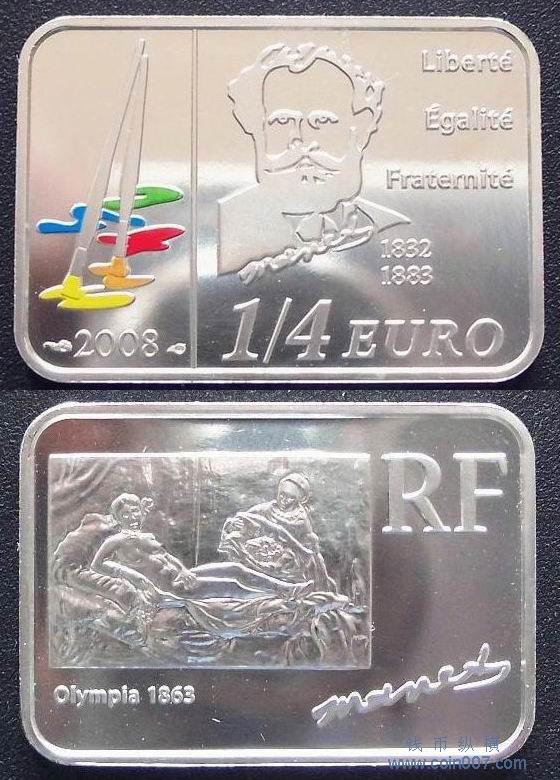 Liberté
Égalité
Fraternité
manet
1832
1883
2008
1/4 EURO
RF
Olympia 1863
manet
钱币纵横
www.coin007.com